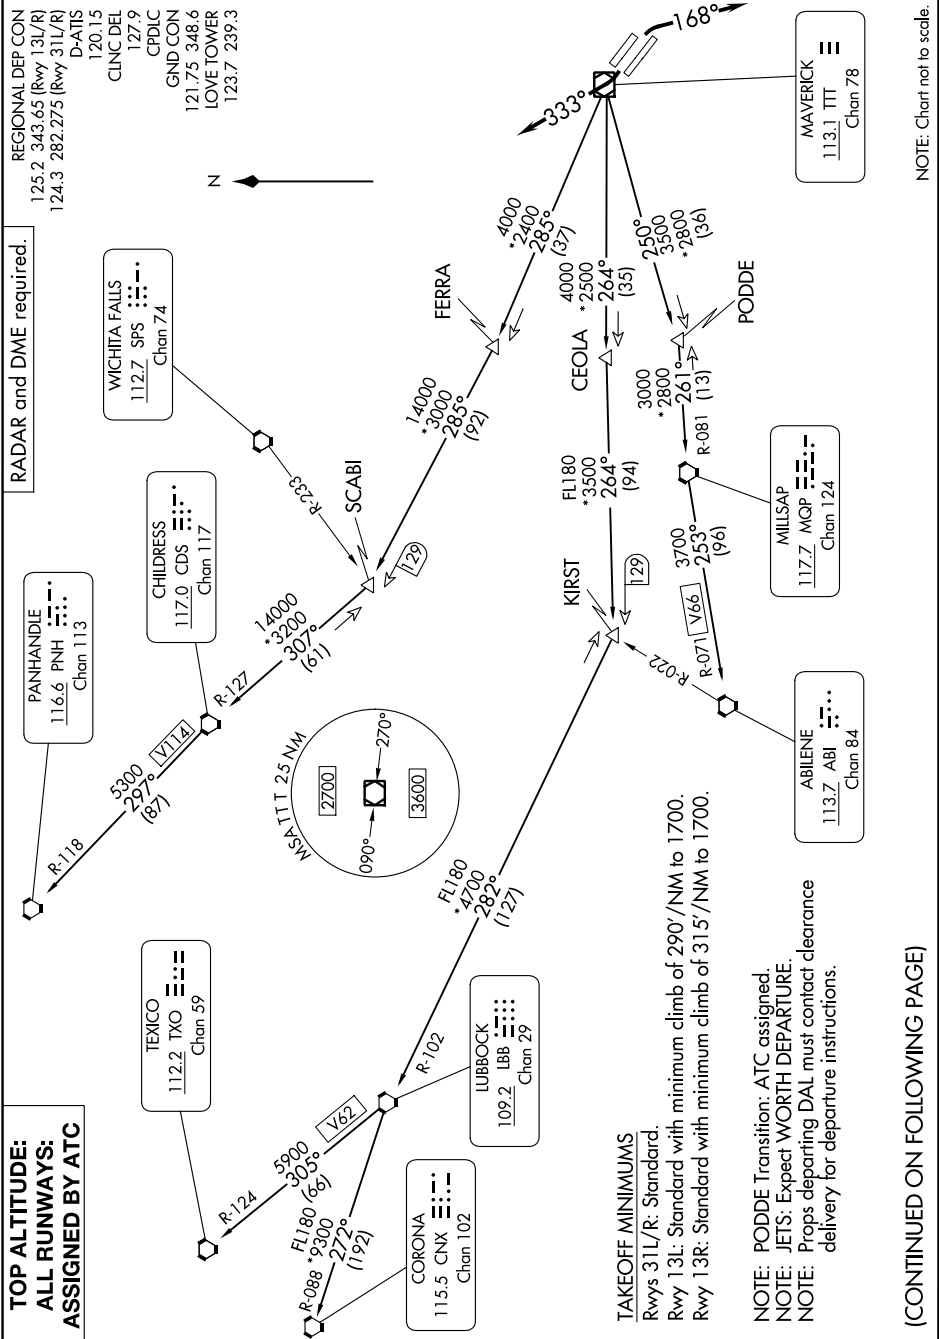 TOP ALTITUDE:
ALL RUNWAYS:
ASSIGNED BY ATC
RADAR and DME required.
REGIONAL DEP CON
125.2 343.65 (Rwy 13L/R)
124.3 282.275 (Rwy 31L/R)
D-ATIS
120.15
CLNC DEL
127.9
CPDLC
GND CON
121.75 348.6
LOVE TOWER
123.7 239.3
N
PANHANDLE
116.6 PNH
Chan 113
CHILDRESS
117.0 CDS
Chan 117
WICHITA FALLS
112.7 SPS
Chan 74
TEXICO
112.2 TXO
Chan 59
LUBBOCK
109.2 LBB
Chan 29
CORONA
115.5 CNX
Chan 102
ABILENE
113.7 ABI
Chan 84
MILLSAP
117.7 MQP
Chan 124
MAVERICK
113.1 TTT
Chan 78
R-118
5300
297°
(87)
V114
R-127
14000
*3200
307°
(61)
R-233
SCABI
129
14000
*3000
285°
(92)
FERRA
4000
*2400
285°
(37)
333°
168°
4000
*2500
264°
(35)
CEOLA
FL180
*3500
264°
(94)
KIRST
129
R-022
250°
3500
*2800
(36)
PODDE
3000
*2800
261°
(13)
R-081
3700
253°
(96)
V66
R-071
FL180
*4700
282°
(127)
R-102
R-124
5900
305°
(66)
V62
R-088
FL180
*9300
272°
(192)
MSA TTT 25 NM
2700
3600
090°
270°
TAKEOFF MINIMUMS
Rwys 31L/R: Standard.
Rwy 13L: Standard with minimum climb of 290'/NM to 1700.
Rwy 13R: Standard with minimum climb of 315'/NM to 1700.
NOTE: PODDE Transition: ATC assigned.
NOTE: JETS: Expect WORTH DEPARTURE.
NOTE: Props departing DAL must contact clearance
delivery for departure instructions.
(CONTINUED ON FOLLOWING PAGE)
NOTE: Chart not to scale.